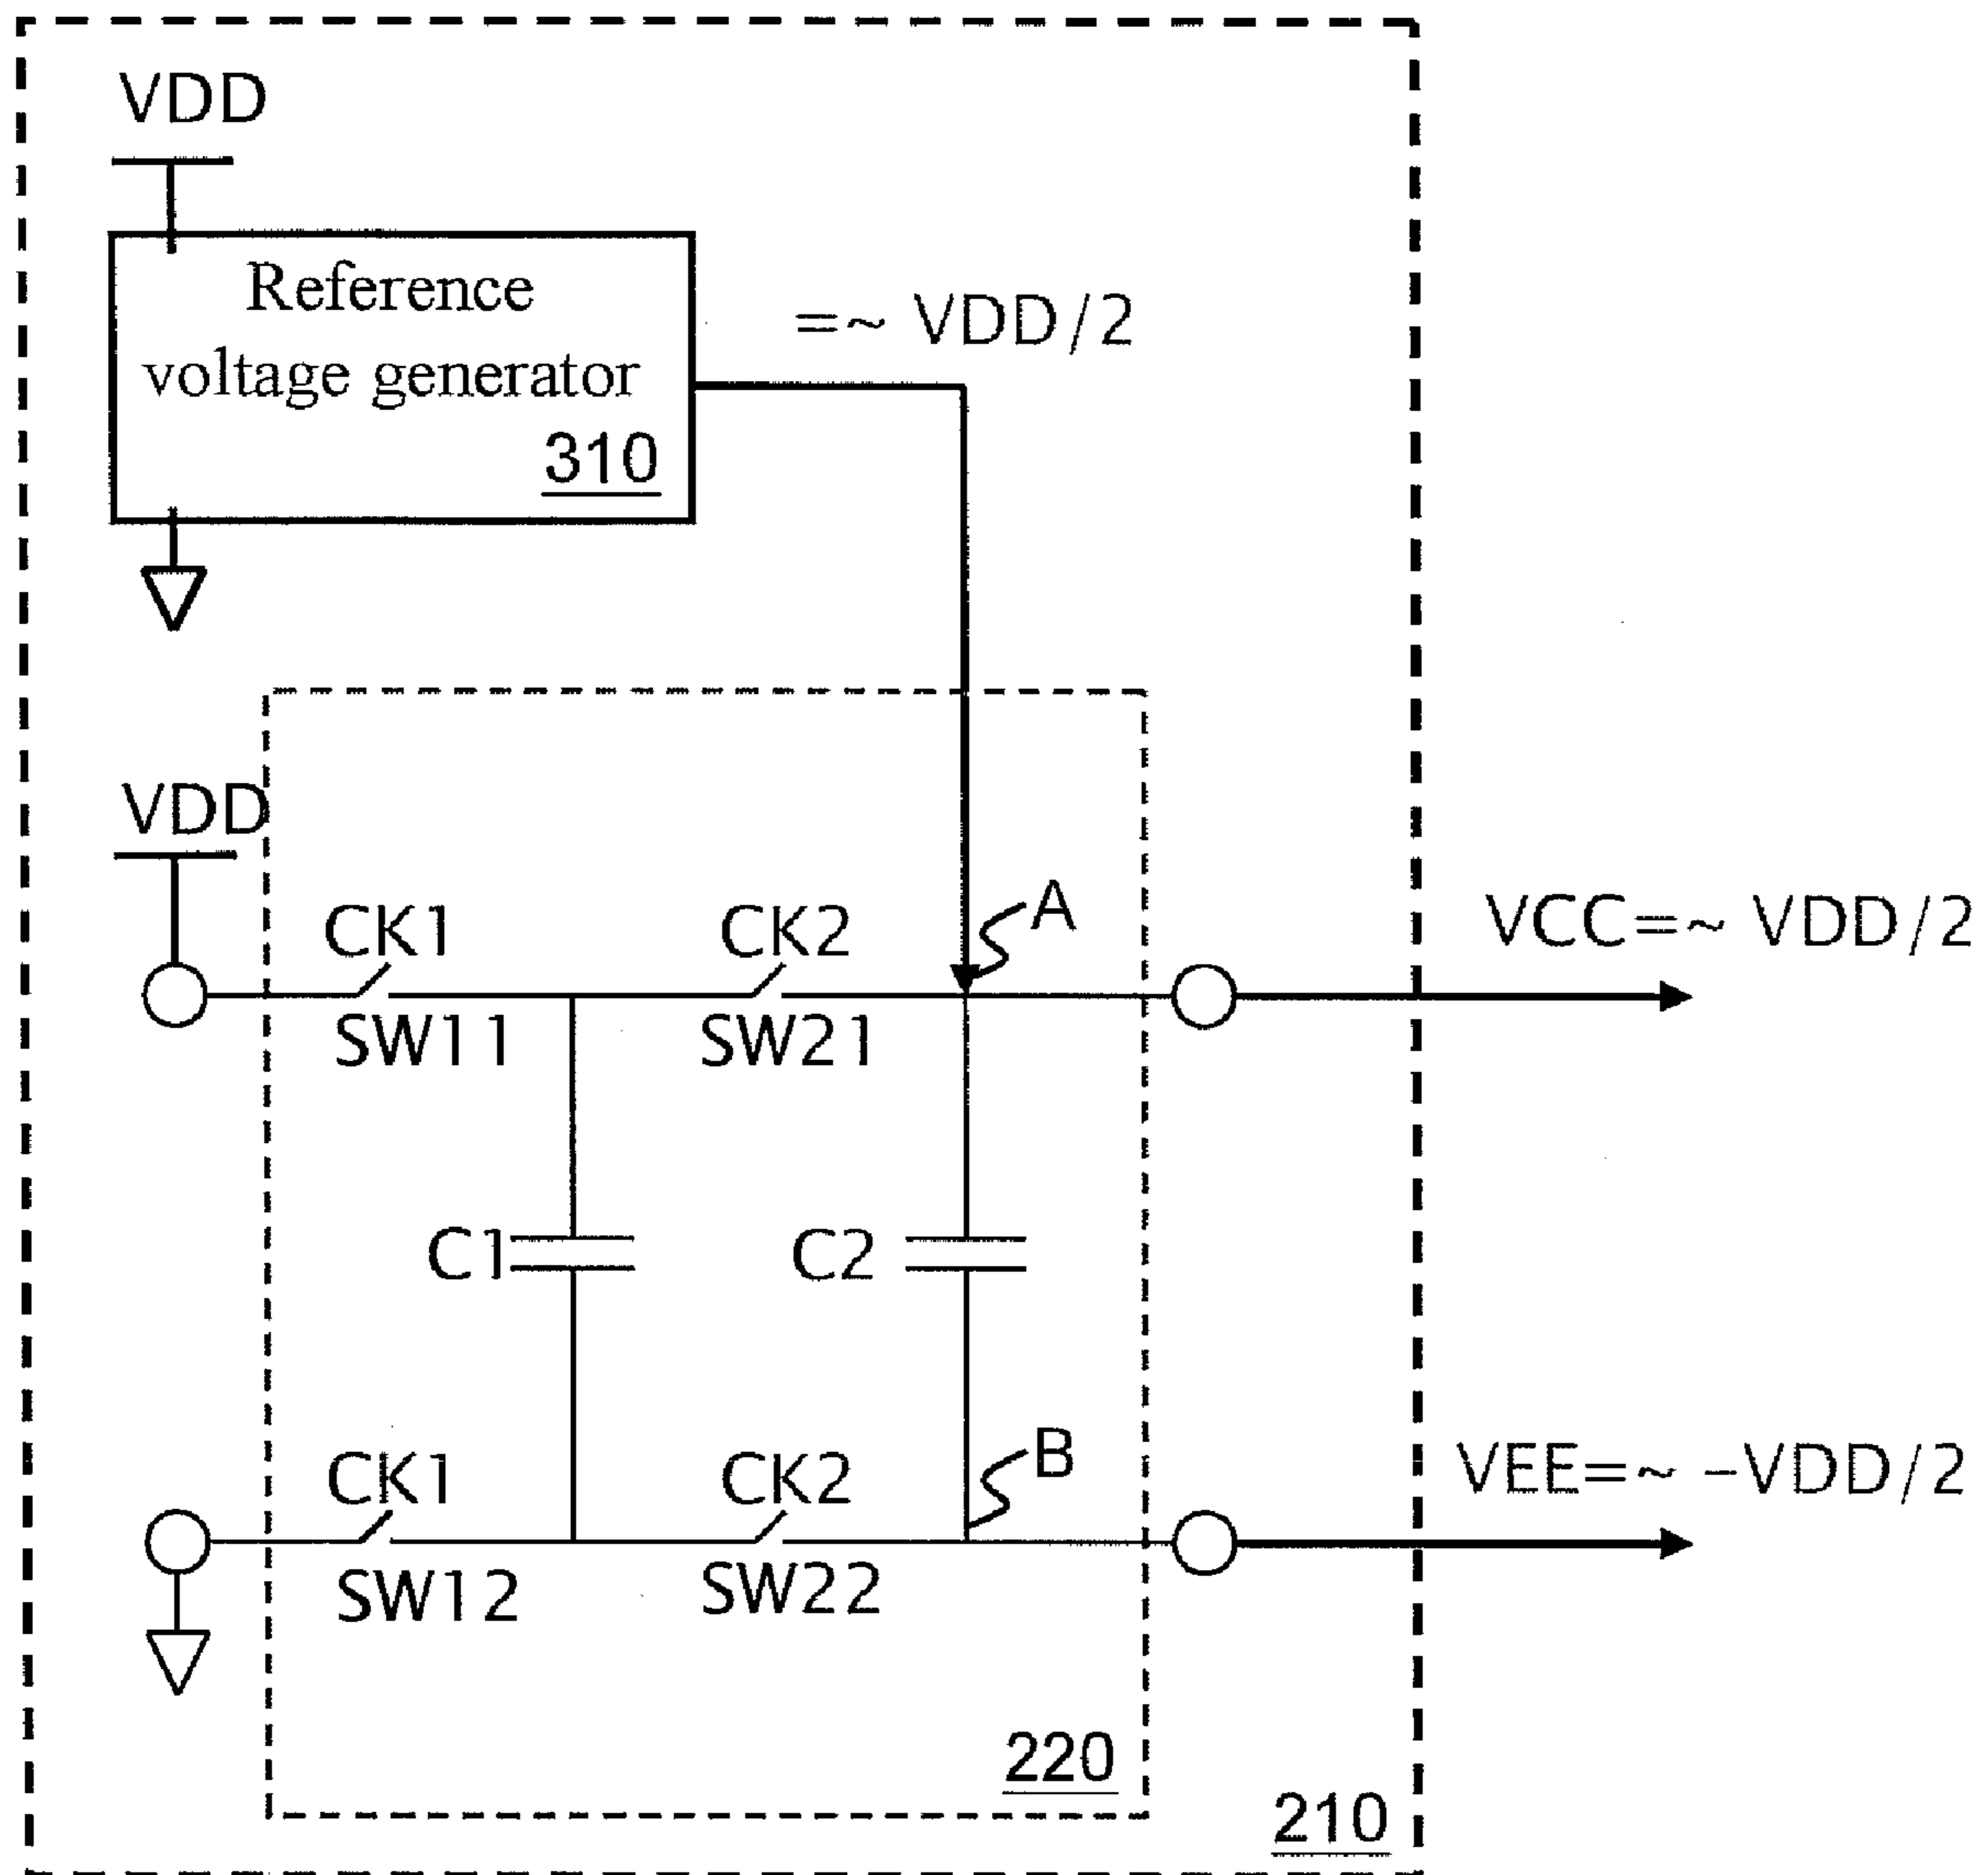 VDD
Reference
voltage generator
310
=~ VDD/2
VDD
CK1
CK2
A
SW11
SW21
VCC=~ VDD/2
C1
C2
CK1
CK2
B
SW12
SW22
VEE=~ -VDD/2
220
210